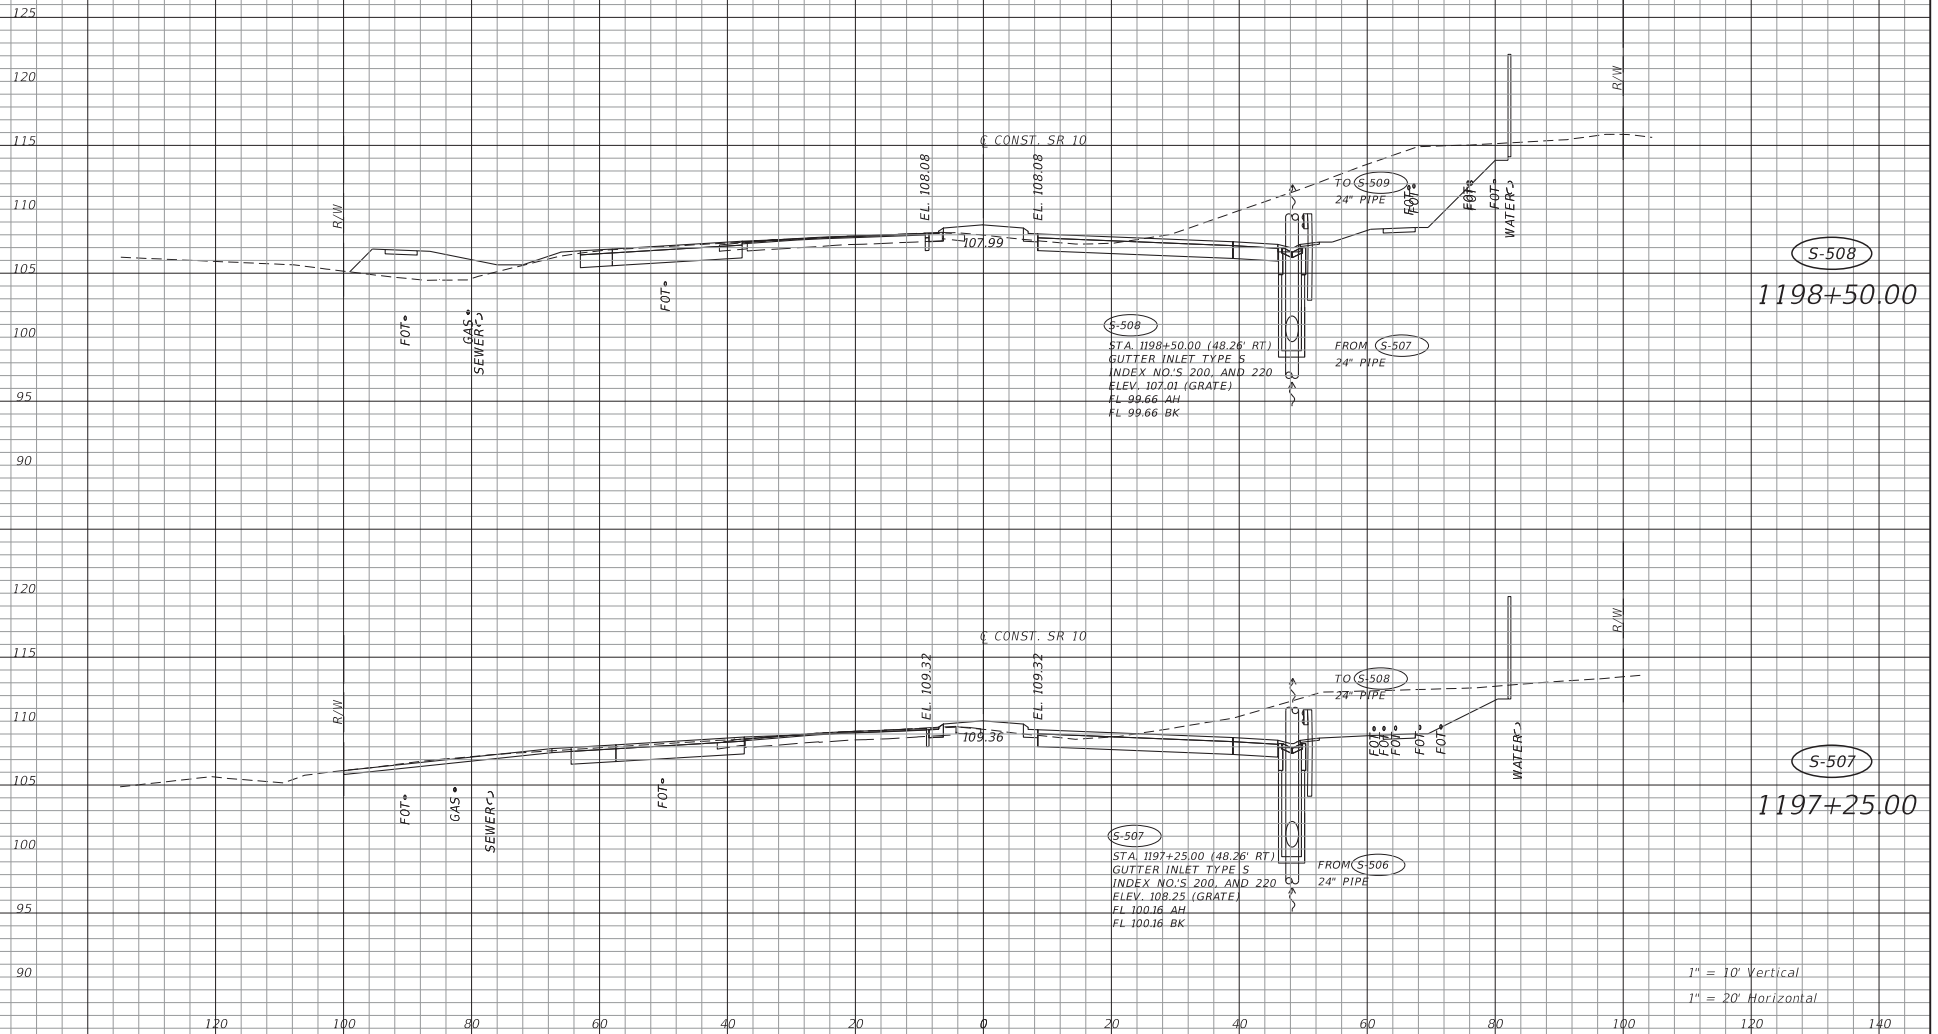 125
120
R/W
115
℄ CONST. SR 10
EL. 108.08
EL. 108.08
TO S-509
24" PIPE
FOT
FOT
FOT
FOT
FOT
WATER
110
R/W
107.99
105
S-508
1198+50.00
FOT
FOT
GAS
SEWER
100
S-508
STA. 1198+50.00 (48.26' RT)
GUTTER INLET TYPE S
INDEX NO.'S 200, AND 220
ELEV. 107.01 (GRATE)
FL 99.66 AH
FL 99.66 BK
FROM S-507
24" PIPE
95
90
120
R/W
115
℄ CONST. SR 10
EL. 109.32
EL. 109.32
TO S-508
24" PIPE
110
R/W
109.36
FOT
FOT
FOT
FOT
FOT
WATER
S-507
1197+25.00
105
FOT
GAS
SEWER
FOT
100
S-507
STA. 1197+25.00 (48.26' RT)
GUTTER INLET TYPE S
INDEX NO.'S 200, AND 220
ELEV. 108.25 (GRATE)
FL 100.16 AH
FL 100.16 BK
FROM S-506
24" PIPE
95
90
1" = 10' Vertical
1" = 20' Horizontal
120 100 80 60 40 20 0 20 40 60 80 100 120 140